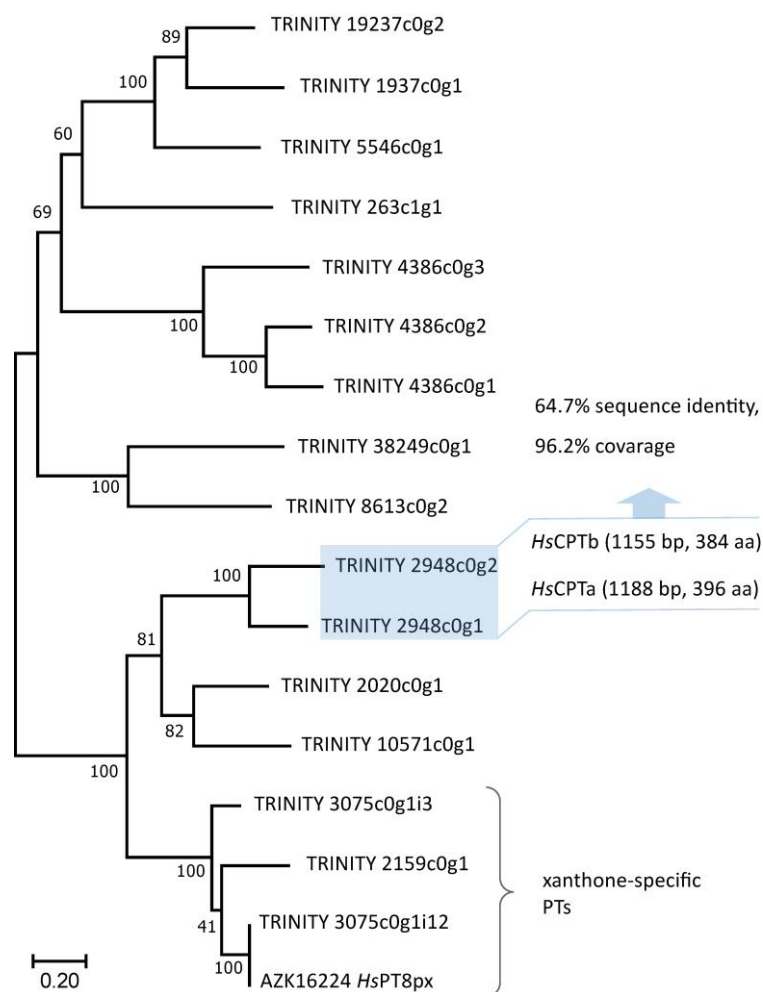 TRINITY 19237c0g2
89
TRINITY 1937c0g1
100
TRINITY 5546c0g1
60
TRINITY 263c1g1
69
TRINITY 4386c0g3
100
TRINITY 4386c0g2
100
TRINITY 4386c0g1
64.7% sequence identity,
96.2% covarage
TRINITY 38249c0g1
100
TRINITY 8613c0g2
HsCPTb (1155 bp, 384 aa)
HsCPTa (1188 bp, 396 aa)
TRINITY 2948c0g2
100
TRINITY 2948c0g1
81
TRINITY 2020c0g1
82
TRINITY 10571c0g1
100
TRINITY 3075c0g1i3
100
TRINITY 2159c0g1
41
TRINITY 3075c0g1i12
100
AZK16224 HsPT8px
xanthone-specific
PTs
0.20